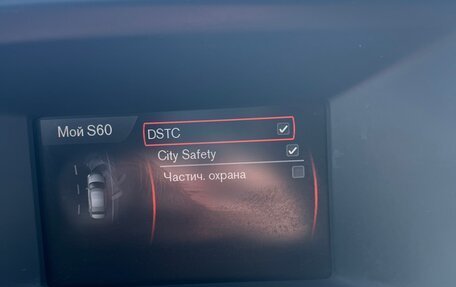 Мой S60
DSTC
City Safety
Частич. охрана